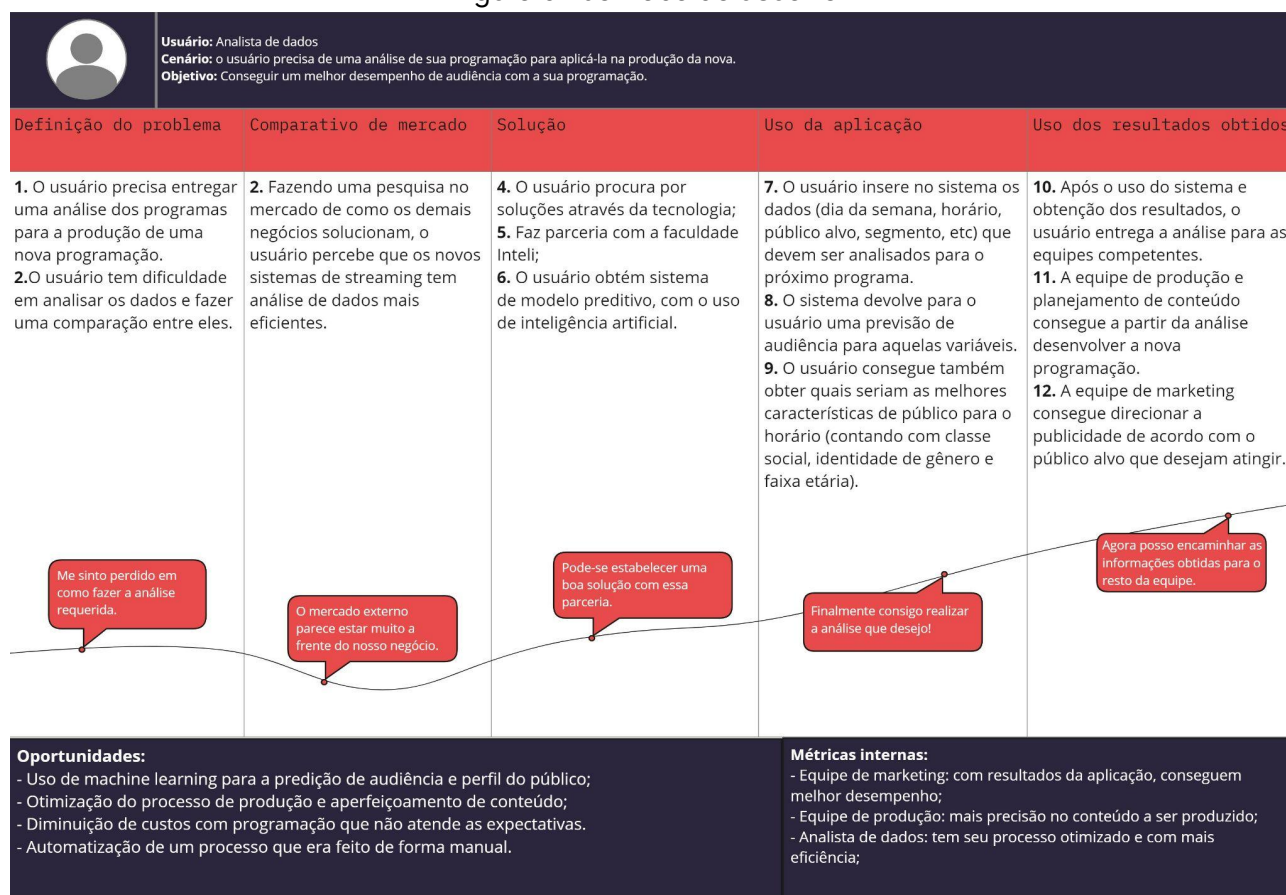 Usuário: Analista de dados
Cenário: o usuário precisa de uma análise de sua programação para aplicá-la na produção da nova.
Objetivo: Conseguir um melhor desempenho de audiência com a sua programação.
Definição do problema
1. O usuário precisa entregar
uma análise dos programas
para a produção de uma
nova programação.
2.O usuário tem dificuldade
em analisar os dados e fazer
uma comparação entre eles.
Me sinto perdido em
como fazer a análise
requerida.
Comparativo de mercado
2. Fazendo uma pesquisa no
mercado de como os demais
negócios solucionam, o
usuário percebe que os novos
sistemas de streaming tem
análise de dados mais
eficientes.
O mercado externo
parece estar muito a
frente do nosso negócio.
Solução
4. O usuário procura por
soluções através da tecnologia;
5. Faz parceria com a faculdade
Inteli;
6. O usuário obtém sistema
de modelo preditivo, com o uso
de inteligência artificial.
Pode-se estabelecer uma
boa solução com essa
parceria.
Uso da aplicação
7. O usuário insere no sistema os
dados (dia da semana, horário,
público alvo, segmento, etc) que
devem ser analisados para o
próximo programa.
8. O sistema devolve para o
usuário uma previsão de
audiência para aquelas variáveis.
9. O usuário consegue também
obter quais seriam as melhores
características de público para o
horário (contando com classe
social, identidade de gênero e
faixa etária).
Finalmente consigo realizar
a análise que desejo!
Uso dos resultados obtidos
10. Após o uso do sistema e
obtenção dos resultados, o
usuário entrega a análise para as
equipes competentes.
11. A equipe de produção e
planejamento de conteúdo
consegue a partir da análise
desenvolver a nova
programação.
12. A equipe de marketing
consegue direcionar a
publicidade de acordo com o
público alvo que desejam atingir.
Agora posso encaminhar as
informações obtidas para o
resto da equipe.
Oportunidades:
- Uso de machine learning para a predição de audiência e perfil do público;
- Otimização do processo de produção e aperfeiçoamento de conteúdo;
- Diminuição de custos com programação que não atende as expectativas.
- Automatização de um processo que era feito de forma manual.
Métricas internas:
- Equipe de marketing: com resultados da aplicação, conseguem
melhor desempenho;
- Equipe de produção: mais precisão no conteúdo a ser produzido;
- Analista de dados: tem seu processo otimizado e com mais
eficiência;